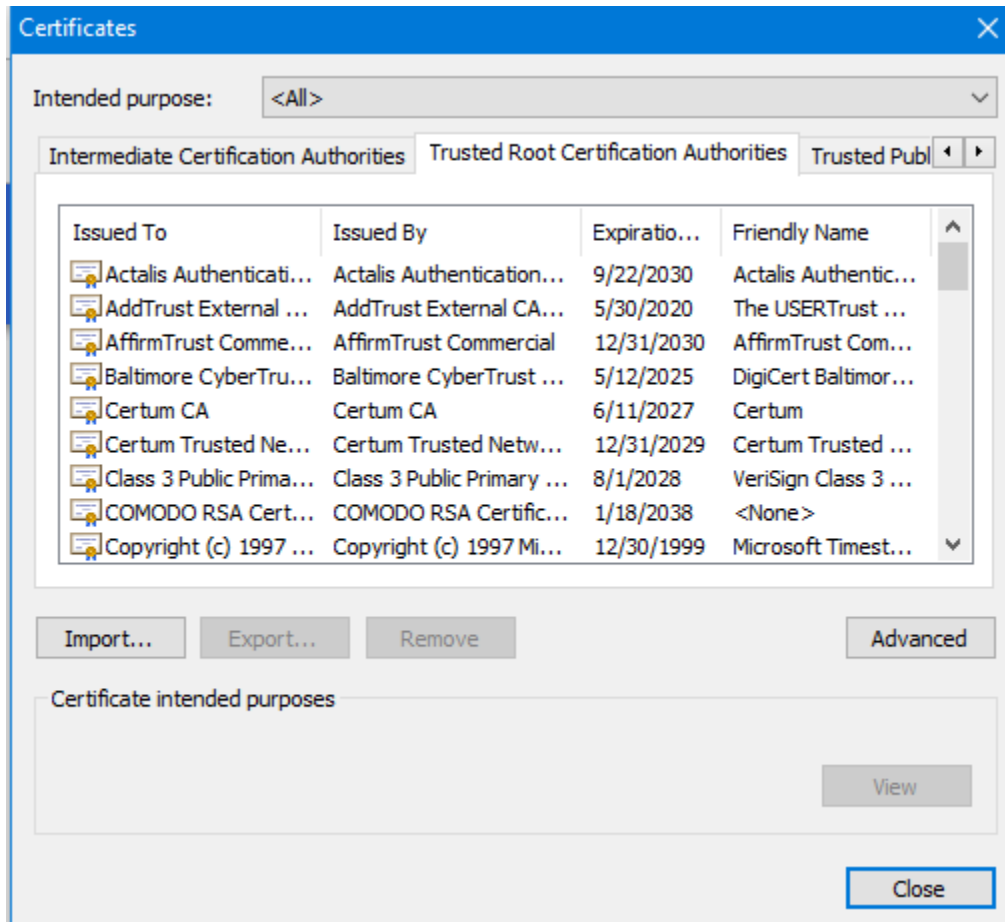 Certificates
Intended purpose: <All>
Intermediate Certification Authorities Trusted Root Certification Authorities Trusted Publ
Issued To Issued By Expiratio... Friendly Name
Actalis Authenticati... Actalis Authentication... 9/22/2030 Actalis Authentic...
AddTrust External ... AddTrust External CA... 5/30/2020 The USERTrust ...
AffirmTrust Comme... AffirmTrust Commercial 12/31/2030 AffirmTrust Com...
Baltimore CyberTru... Baltimore CyberTrust ... 5/12/2025 DigiCert Baltimor...
Certum CA Certum CA 6/11/2027 Certum
Certum Trusted Ne... Certum Trusted Netw... 12/31/2029 Certum Trusted ...
Class 3 Public Prima... Class 3 Public Primary ... 8/1/2028 VeriSign Class 3 ...
COMODO RSA Cert... COMODO RSA Certific... 1/18/2038 <None>
Copyright (c) 1997 ... Copyright (c) 1997 Mi... 12/30/1999 Microsoft Timest...
Import... Export... Remove Advanced
Certificate intended purposes
View
Close